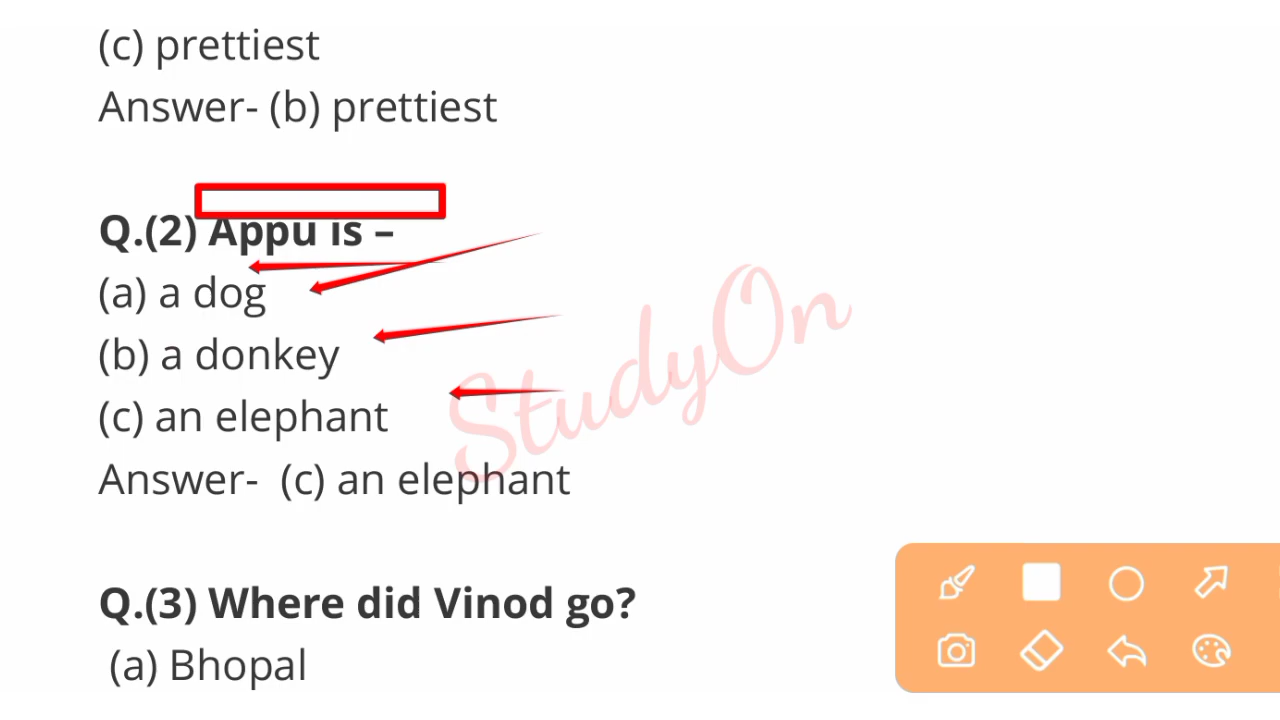 (c) prettiest
Answer- (b) prettiest
Q.(2) Appu is –
(a) a dog
(b) a donkey
(c) an elephant
Answer-  (c) an elephant
StudyOn
Q.(3) Where did Vinod go?
(a) Bhopal